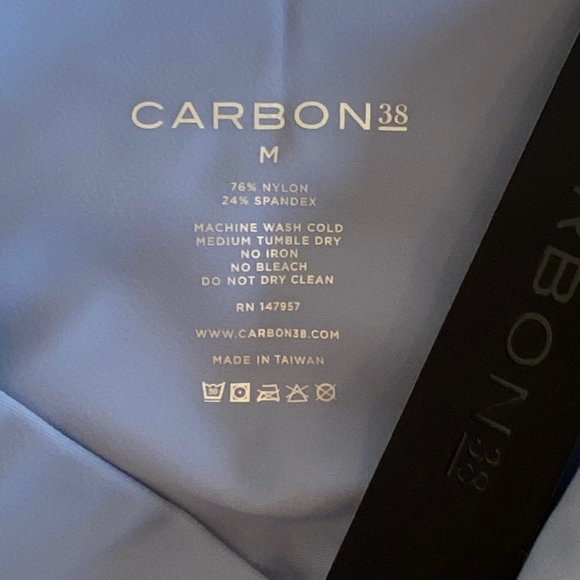 CARBON38
M
76% NYLON
24% SPANDEX
MACHINE WASH COLD
MEDIUM TUMBLE DRY
NO IRON
NO BLEACH
DO NOT DRY CLEAN
RN 147957
WWW.CARBON38.COM
MADE IN TAIWAN
RBON38